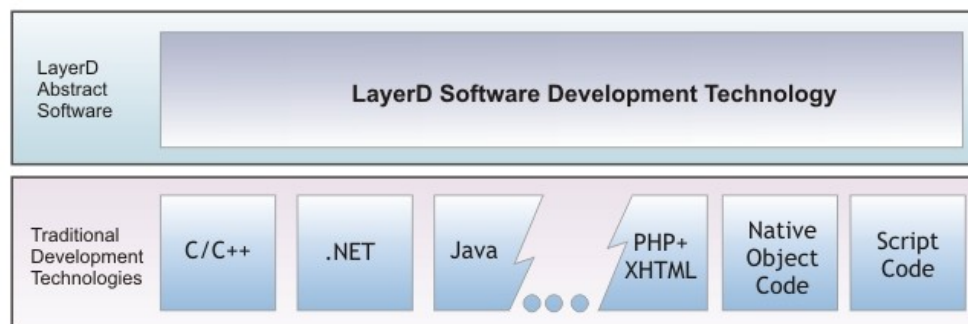 LayerD
Abstract
Software
LayerD Software Development Technology
Traditional
Development
Technologies
C/C++
.NET
Java
PHP+
XHTML
Native
Object
Code
Script
Code